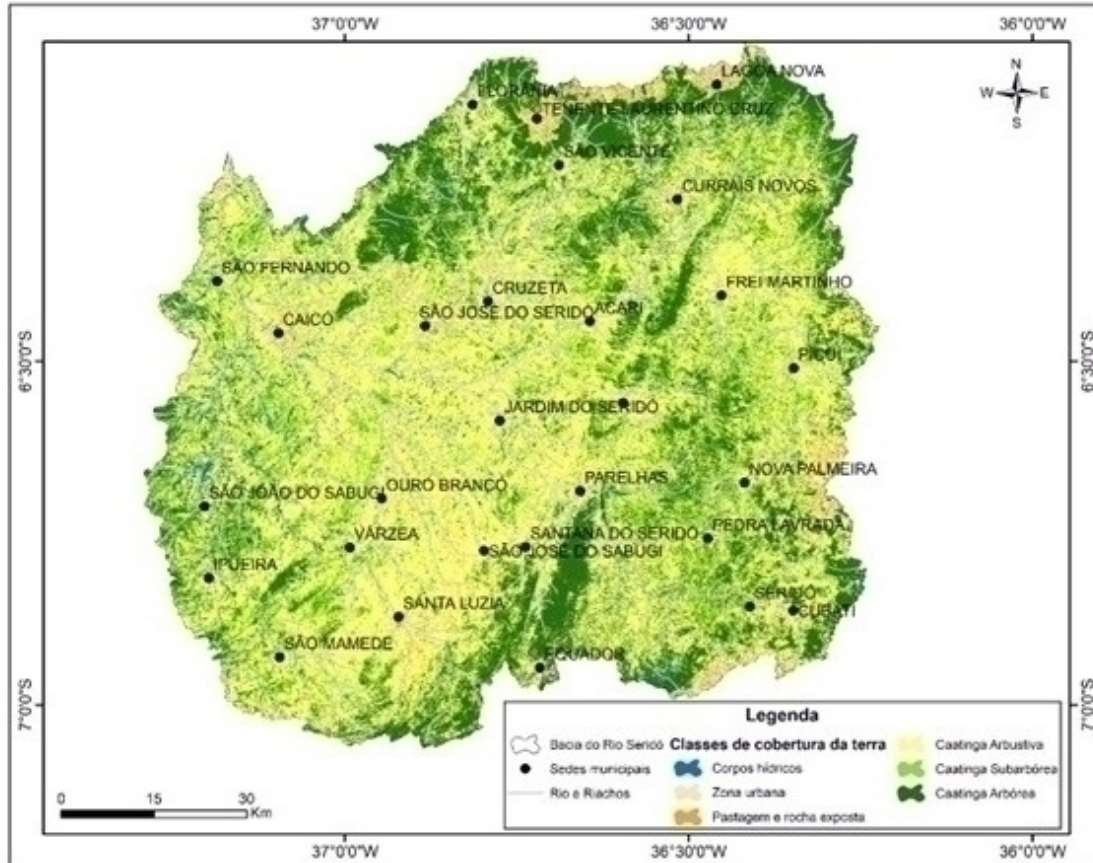 37°0'0"W 36°30'0"W 36°0'0"W
N
W E
S
LAGOA NOVA
FLORÂNIA
TENENTE LAURENTINO CRUZ
SÃO VICENTE
CURRAIS NOVOS
SÃO FERNANDO
FREI MARTINHO
CRUZETA
CAICÓ
SÃO JOSÉ DO SERIDÓ
ACARI
6°30'0"S 6°30'0"S
PICUI
JARDIM DO SERIDÓ
NOVA PALMEIRA
PARELHAS
OURO BRANCO
SÃO JOÃO DO SABUGI
PEDRA LAVRADA
VÁRZEA
SANTANA DO SERIDÓ
SÃO JOSÉ DO SABUGI
IPUEIRA
SERIDÓ
CUBATI
SANTA LUZIA
SÃO MAMEDE
EQUADOR
7°0'0"S 7°0'0"S
Legenda
Bacia do Rio Seridó
Sedes municipais
Rio e Riachos
Classes de cobertura da terra
Corpos hídricos
Zona urbana
Pastagem e rocha exposta
Caatinga Arbustiva
Caatinga Subarbórea
Caatinga Arbórea
0 15 30
Km
37°0'0"W 36°30'0"W 36°0'0"W